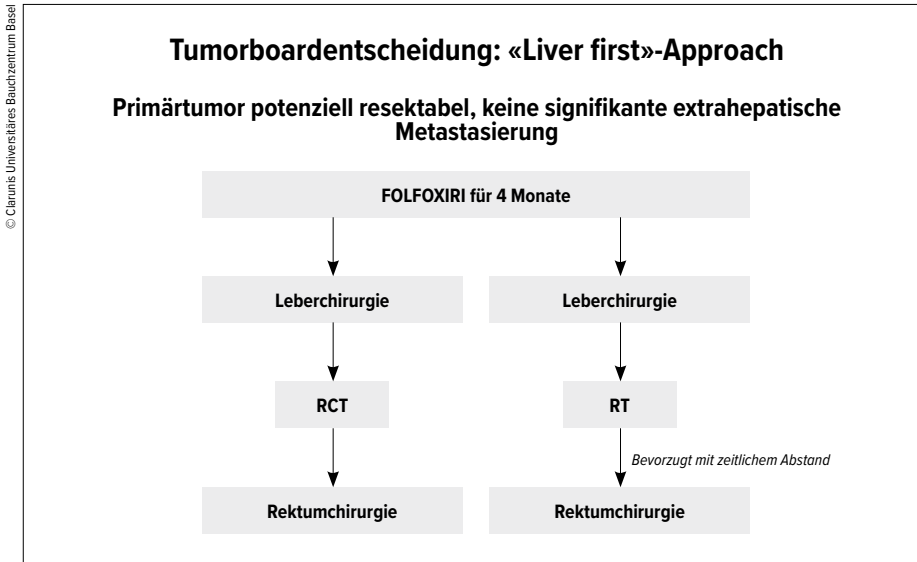 © Clarunis Universitäres Bauchzentrum Basel
Tumorboardentscheidung: «Liver first»-Approach
Primärtumor potenziell resektabel, keine signifikante extrahepatische
Metastasierung
FOLFOXIRI für 4 Monate
Leberchirurgie
Leberchirurgie
RCT
RT
Bevorzugt mit zeitlichem Abstand
Rektumchirurgie
Rektumchirurgie